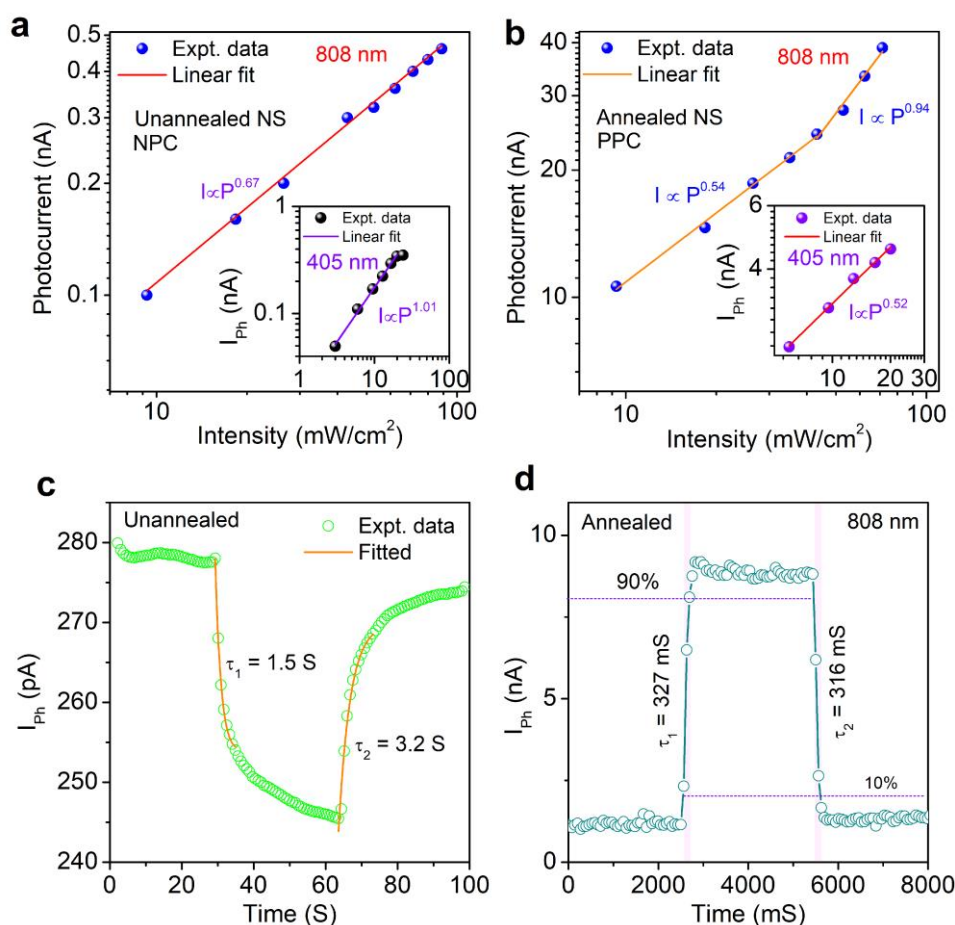 a
Expt. data
Linear fit
808 nm
Unannealed NS
NPC
I∝P^0.67
Photocurrent (nA)
0.5
0.4
0.3
0.2
0.1
10
100
Intensity (mW/cm²)
Expt. data
Linear fit
405 nm
I∝P^1.01
I_Ph (nA)
1
0.1
1
10
100
b
Expt. data
Linear fit
808 nm
Annealed NS
PPC
I ∝ P^0.94
I ∝ P^0.54
Photocurrent (nA)
40
30
20
10
10
100
Intensity (mW/cm²)
Expt. data
Linear fit
405 nm
I∝P^0.52
I_Ph (nA)
6
4
10
20
30
c
Unannealed
Expt. data
Fitted
τ₁ = 1.5 S
τ₂ = 3.2 S
I_Ph (pA)
280
270
260
250
240
0
20
40
60
80
100
Time (S)
d
Annealed
808 nm
90%
10%
τ₁ = 327 mS
τ₂ = 316 mS
I_Ph (nA)
10
5
0
0
2000
4000
6000
8000
Time (mS)